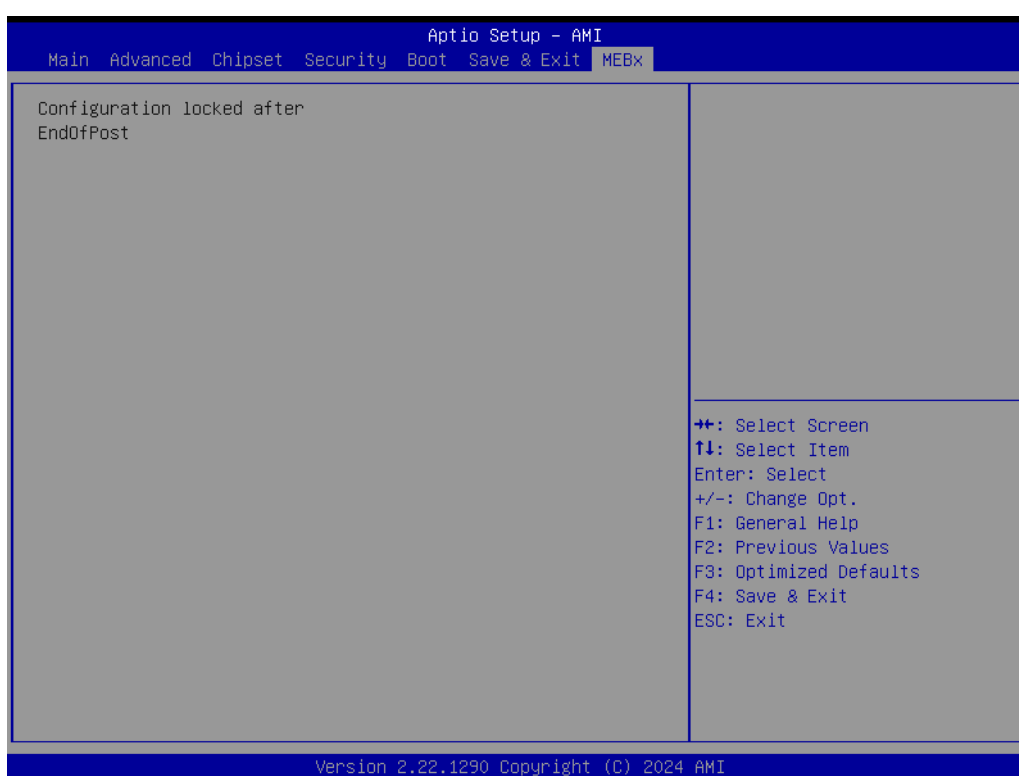 Aptio Setup – AMI
Main Advanced Chipset Security Boot Save & Exit MEBx
Configuration locked after
EndOfPost
→←: Select Screen
↑↓: Select Item
Enter: Select
+/-: Change Opt.
F1: General Help
F2: Previous Values
F3: Optimized Defaults
F4: Save & Exit
ESC: Exit
Version 2.22.1290 Copyright (C) 2024 AMI